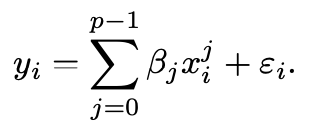 $y_i = \sum_{j=0}^{p-1} \beta_j x_i^j + \varepsilon_i.$